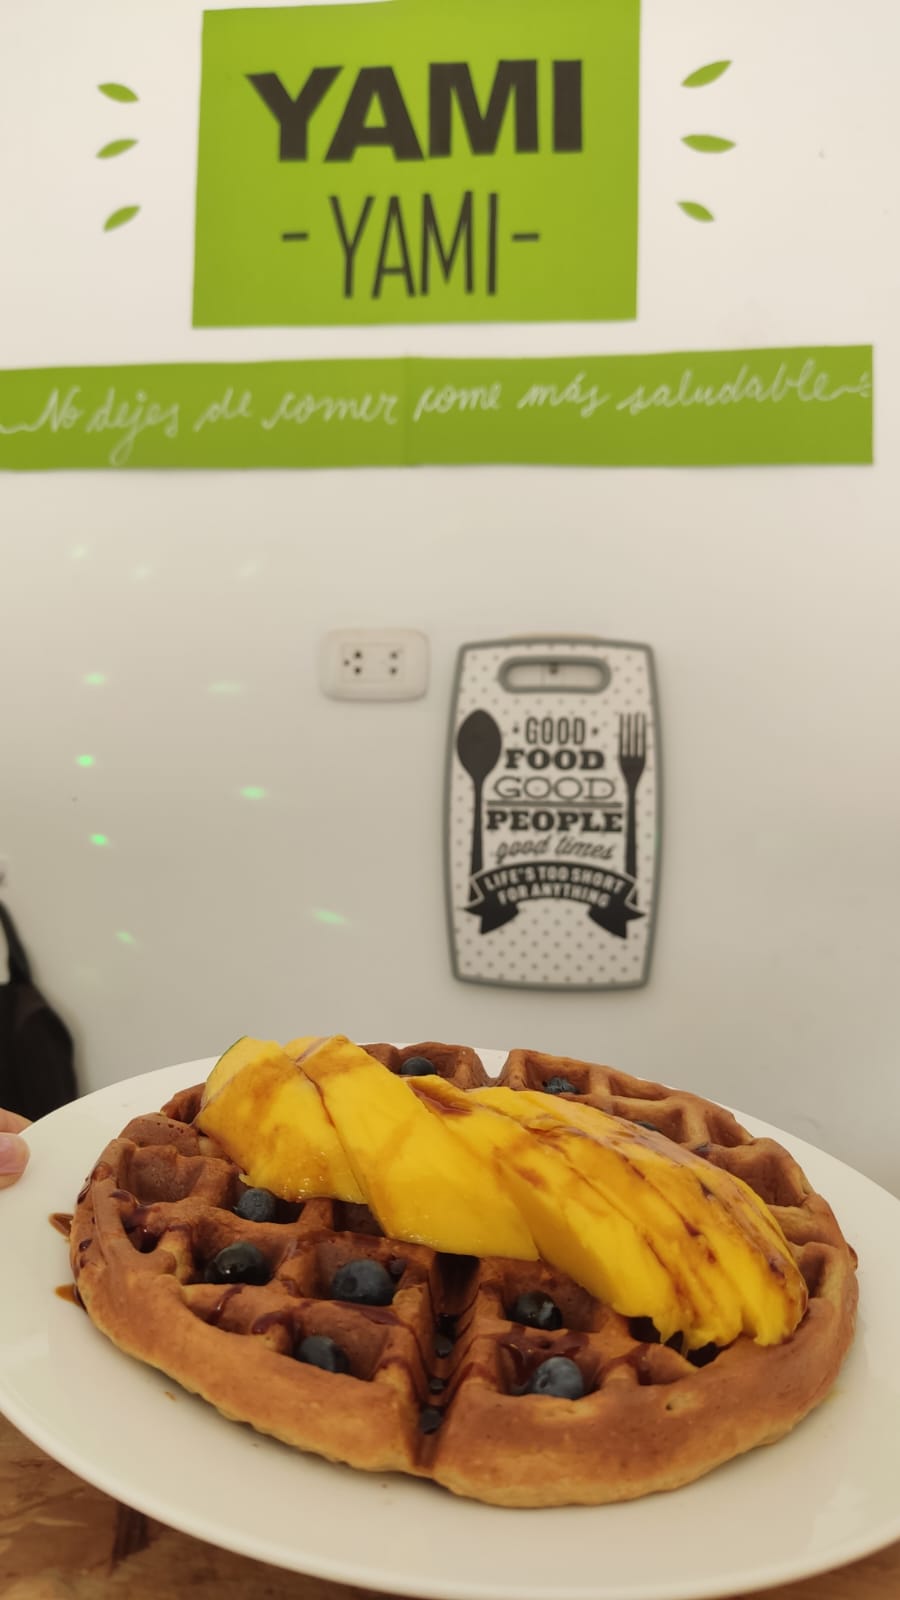 YAMI
- YAMI -
No dejes de comer come más saludable
GOOD
FOOD
GOOD
PEOPLE
good times
LIFE'S TOO SHORT
FOR ANYTHING